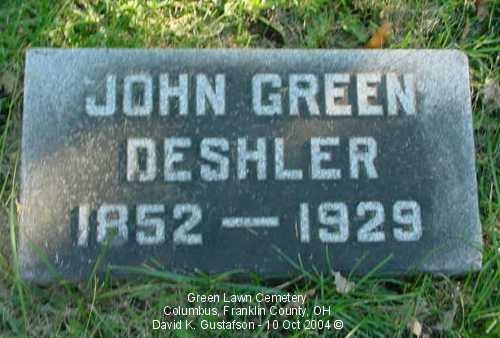 JOHN GREEN
DESHLER
1852 — 1929
Green Lawn Cemetery
Columbus, Franklin County, OH
David K. Gustafson - 10 Oct 2004 ©